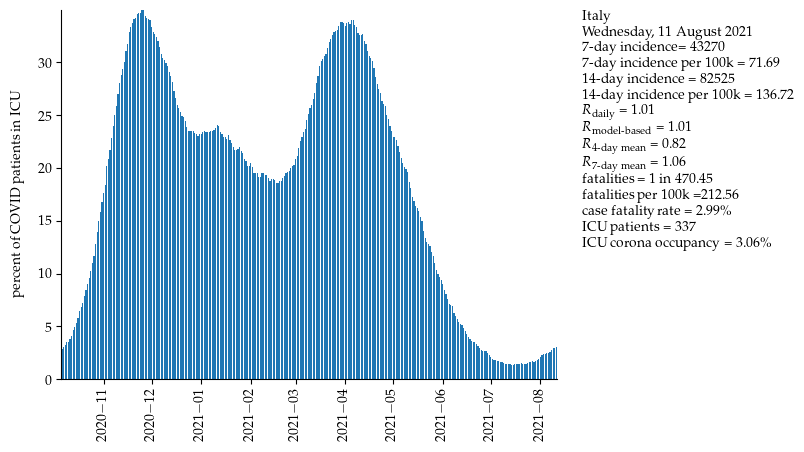 Italy
Wednesday, 11 August 2021
7-day incidence= 43270
7-day incidence per 100k = 71.69
14-day incidence = 82525
14-day incidence per 100k = 136.72
R_daily = 1.01
R_model-based = 1.01
R_4-day mean = 0.82
R_7-day mean = 1.06
fatalities = 1 in 470.45
fatalities per 100k =212.56
case fatality rate = 2.99%
ICU patients = 337
ICU corona occupancy = 3.06%
percent of COVID patients in ICU
30
25
20
15
10
5
0
2020−11
2020−12
2021−01
2021−02
2021−03
2021−04
2021−05
2021−06
2021−07
2021−08